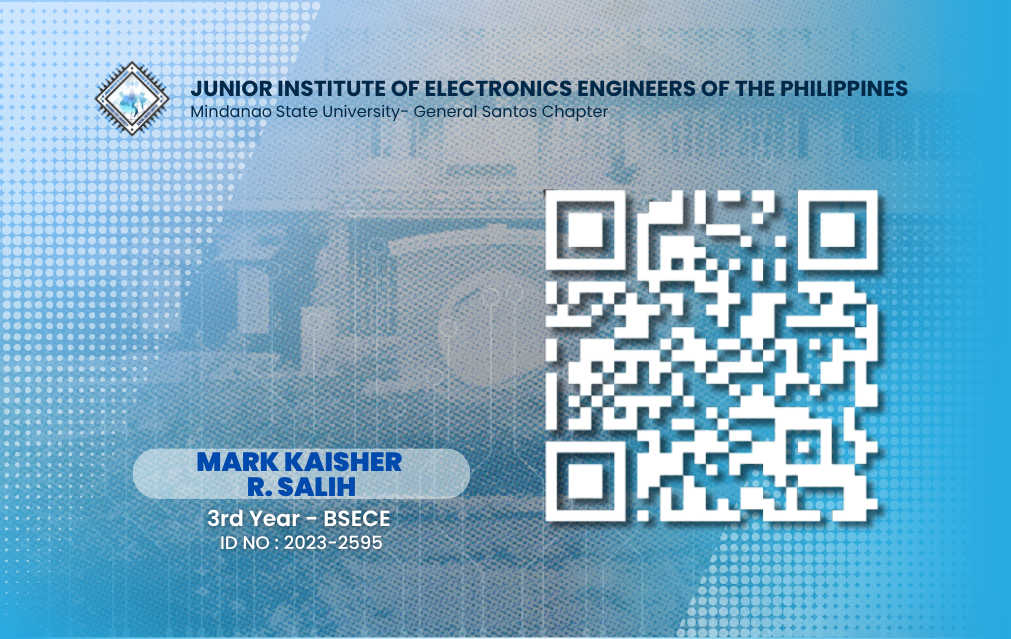 JUNIOR INSTITUTE OF ELECTRONICS ENGINEERS OF THE PHILIPPINES
Mindanao State University- General Santos Chapter
MARK KAISHER
R. SALIH
3rd Year - BSECE
ID NO : 2023-2595